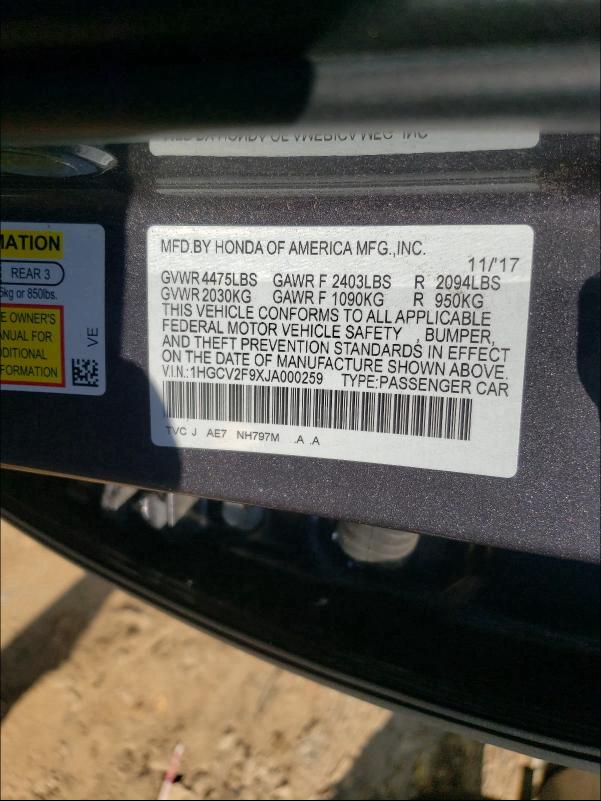 MATION
REAR 3
kg or 850lbs.
OWNER'S
MANUAL FOR
INFORMATION
VE
MFD.BY HONDA OF AMERICA MFG.,INC.
11/'17
GVWR 4475LBS GAWR F 2403LBS R 2094LBS
GVWR 2030KG GAWR F 1090KG R 950KG
THIS VEHICLE CONFORMS TO ALL APPLICABLE
FEDERAL MOTOR VEHICLE SAFETY , BUMPER,
AND THEFT PREVENTION STANDARDS IN EFFECT
ON THE DATE OF MANUFACTURE SHOWN ABOVE.
V.I.N.:1HGCV2F9XJA000259 TYPE:PASSENGER CAR
TVC J AE7 NH797M .A .A